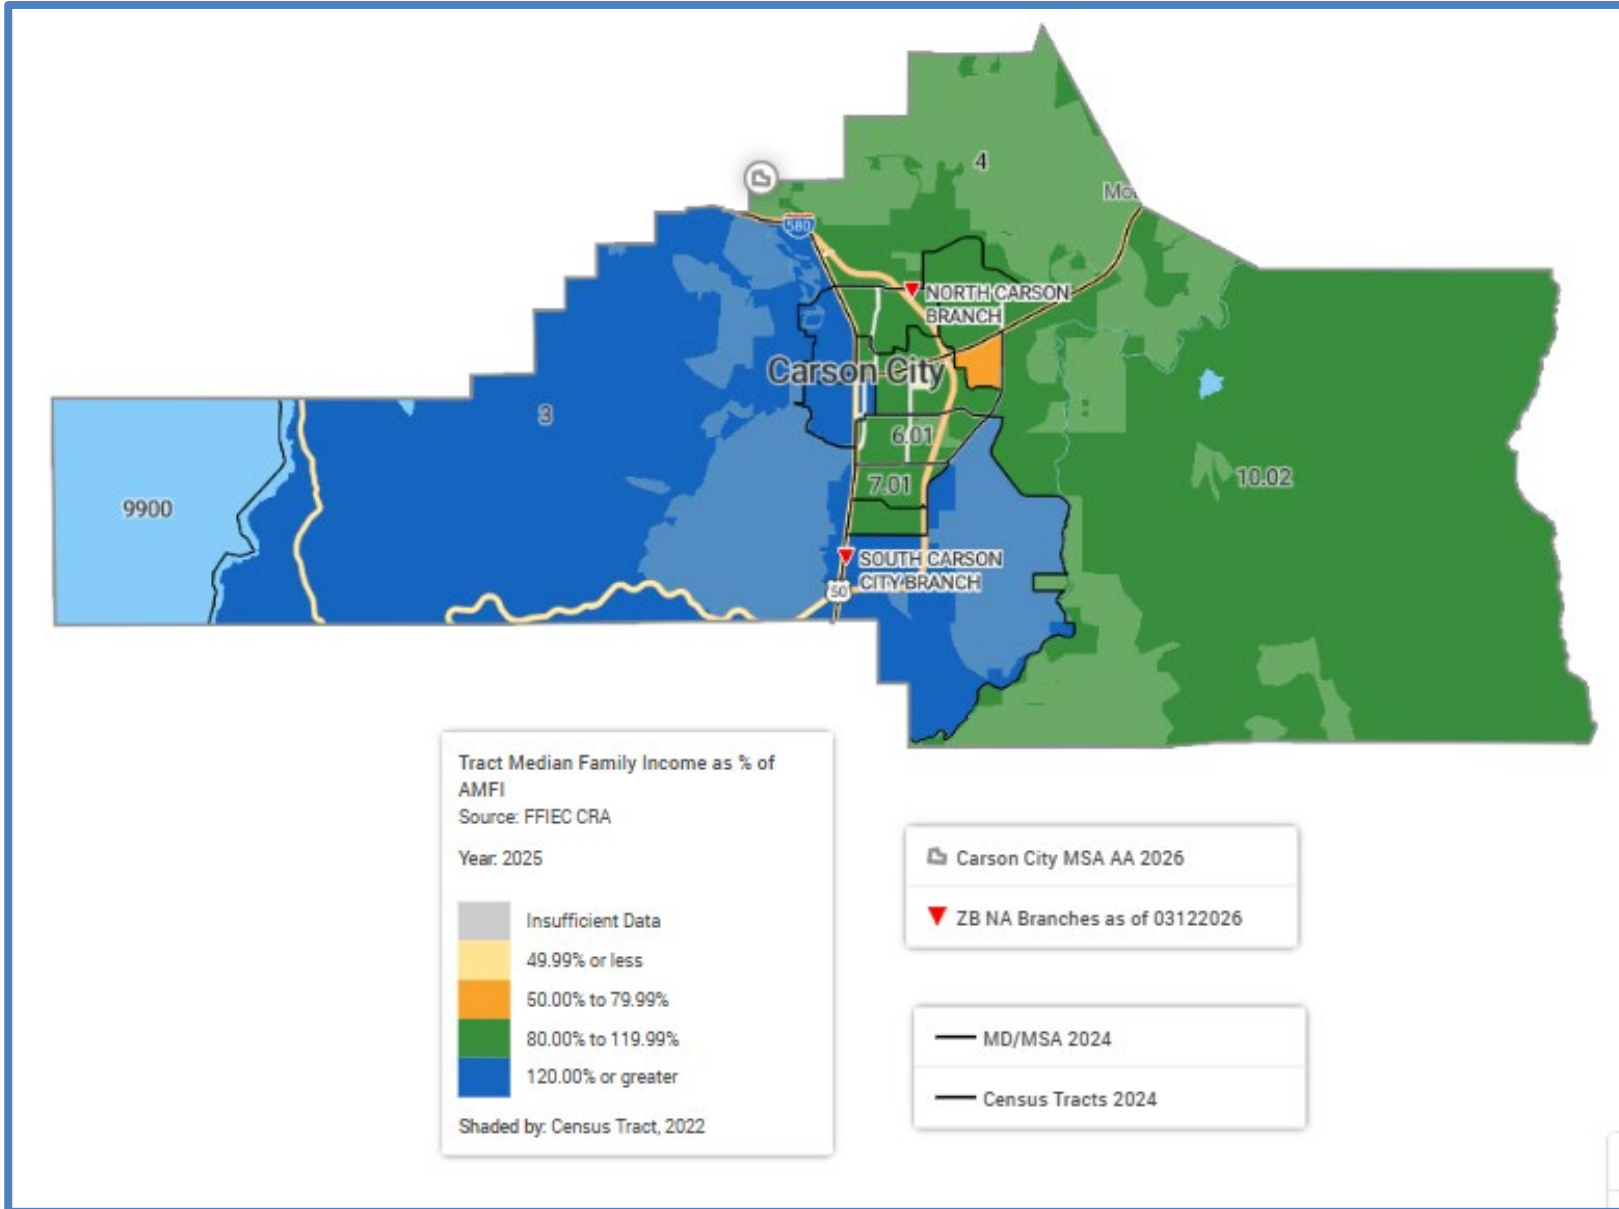 4
580
NORTH CARSON
BRANCH
Carson City
3
6.01
7.01
10.02
9900
SOUTH CARSON
CITY BRANCH
50
Tract Median Family Income as % of
AMFI
Source: FFIEC CRA
Year: 2025
Insufficient Data
49.99% or less
50.00% to 79.99%
80.00% to 119.99%
120.00% or greater
Shaded by: Census Tract, 2022
Carson City MSA AA 2026
ZB NA Branches as of 03122026
MD/MSA 2024
Census Tracts 2024